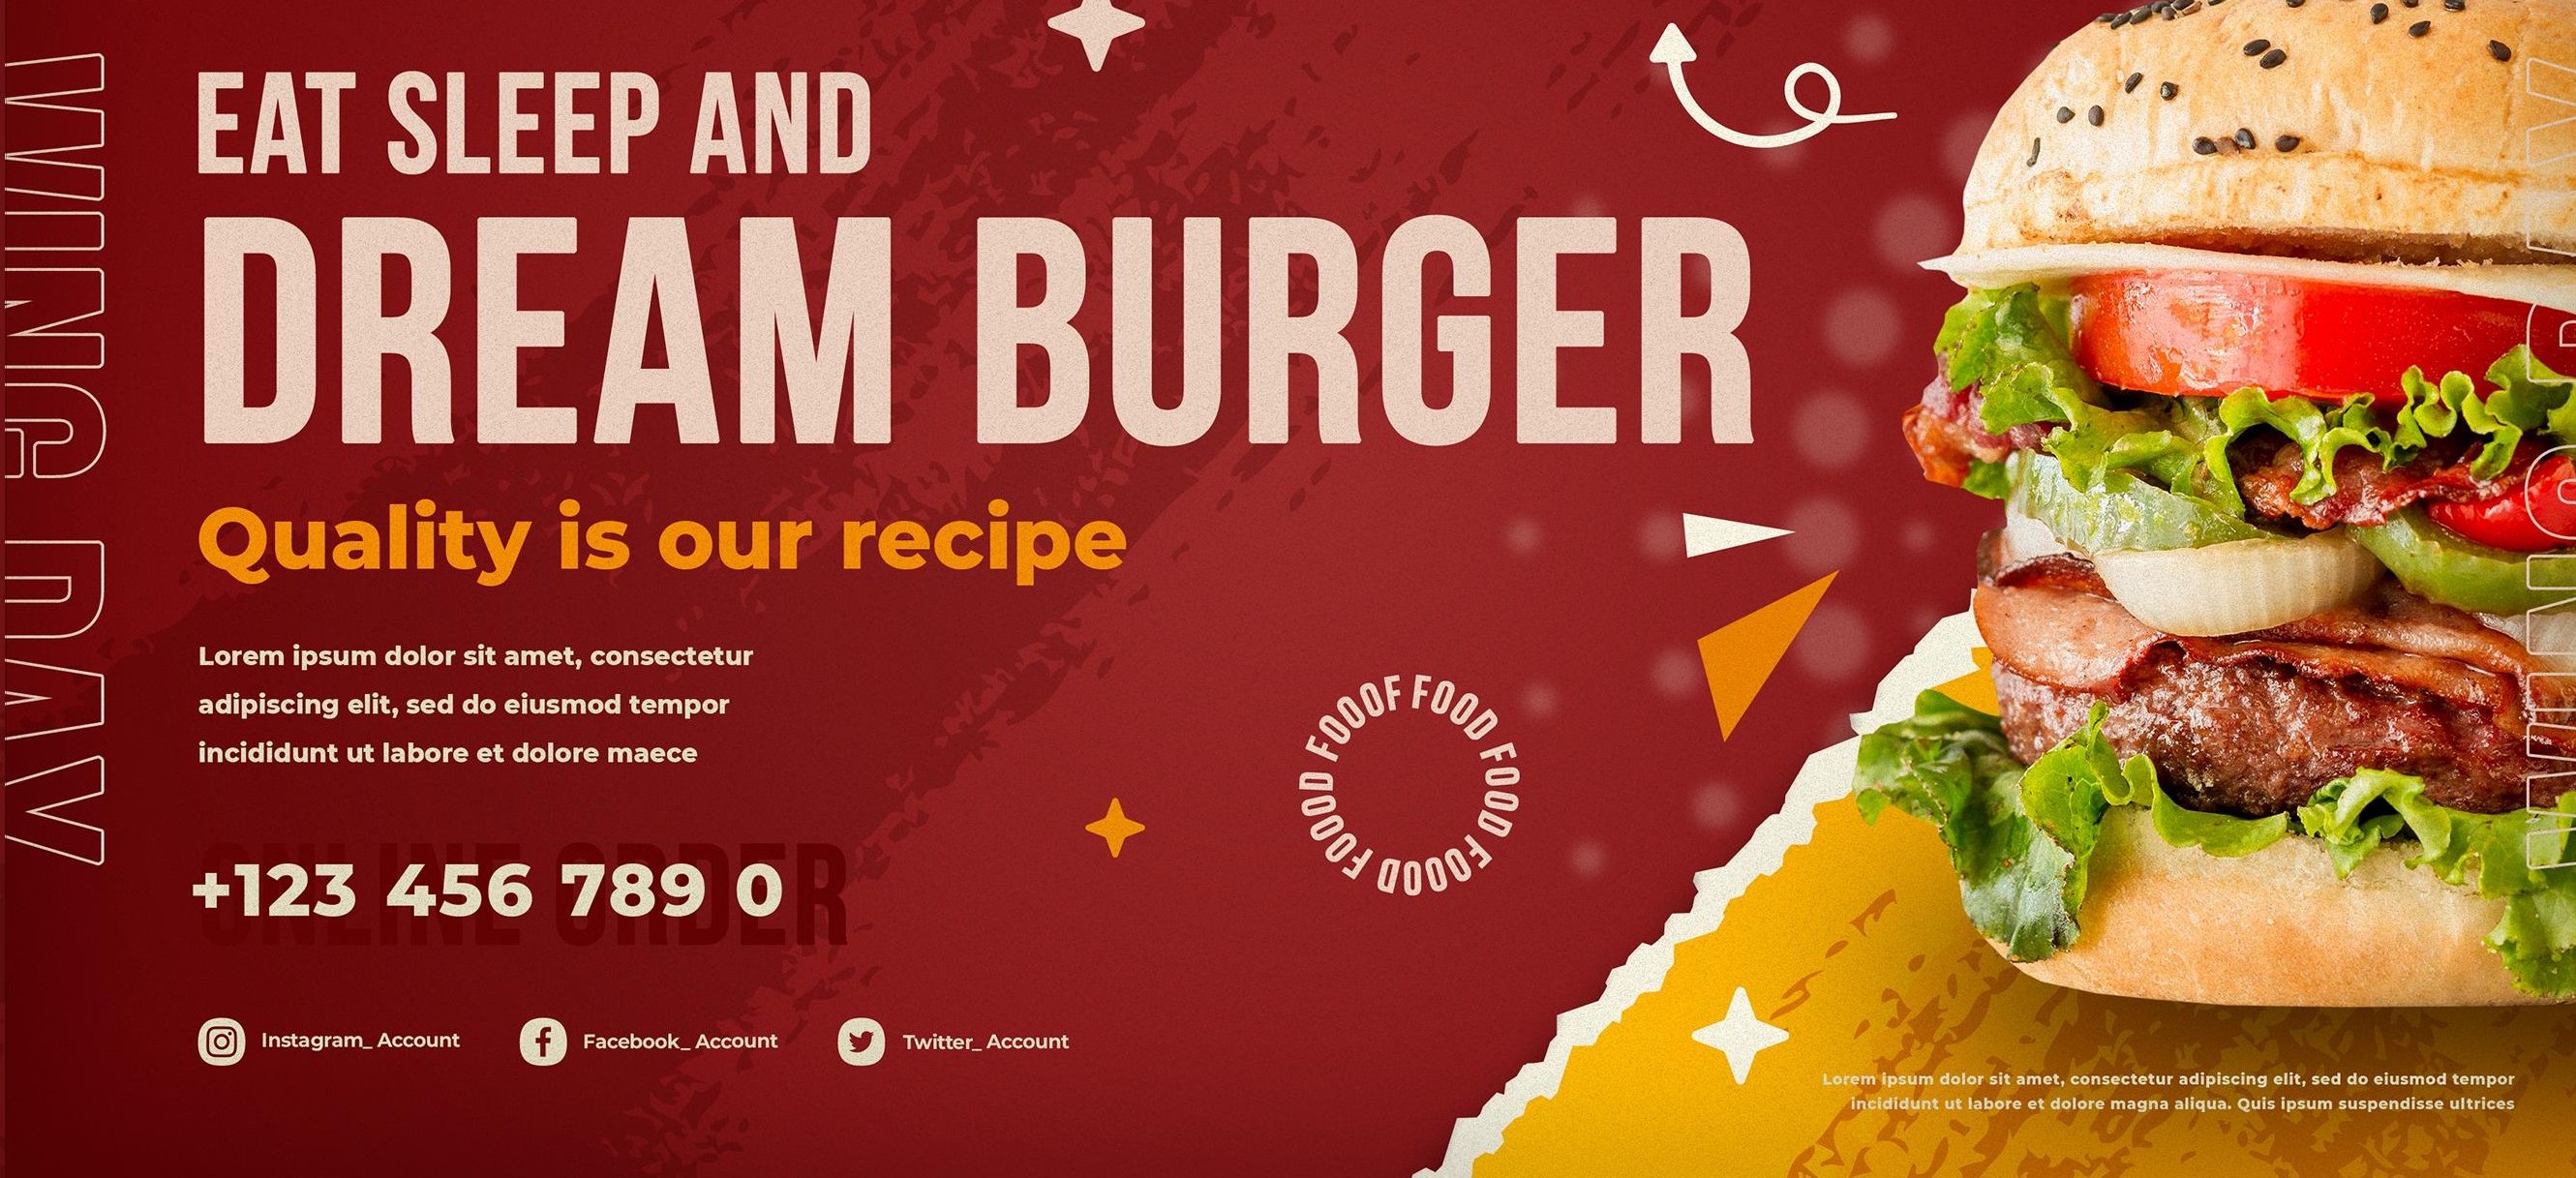 WING DAY
EAT SLEEP AND
DREAM BURGER
Quality is our recipe
Lorem ipsum dolor sit amet, consectetur
adipiscing elit, sed do eiusmod tempor
incididunt ut labore et dolore maece
ONLINE ORDER
+123 456 789 0
Instagram_ Account
Facebook_ Account
Twitter_ Account
FOOOF FOOD FOOOD FOOOD FOOOD
Lorem ipsum dolor sit amet, consectetur adipiscing elit, sed do eiusmod tempor
incididunt ut labore et dolore magna aliqua. Quis ipsum suspendisse ultrices